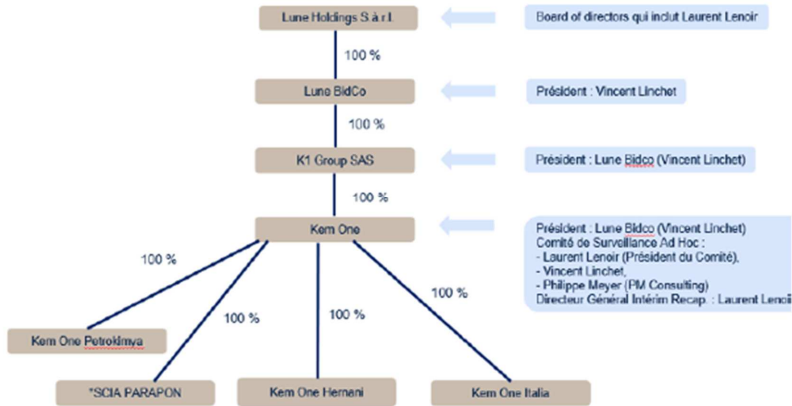 Lune Holdings S.à.r.l.
Board of directors qui inclut Laurent Lenoir
100 %
Lune BidCo
Président : Vincent Linchet
100 %
K1 Group SAS
Président : Lune Bidco (Vincent Linchet)
100 %
Kem One
Président : Lune Bidco (Vincent Linchet)
Comité de Surveillance Ad Hoc :
- Laurent Lenoir (Président du Comité),
- Vincent Linchet,
- Philippe Meyer (PM Consulting)
Directeur Général Intérim Recap. : Laurent Lenoi
100 %
100 %
100 %
100 %
Kem One Petrokimya
*SCIA PARAPON
Kem One Hernani
Kem One Italia